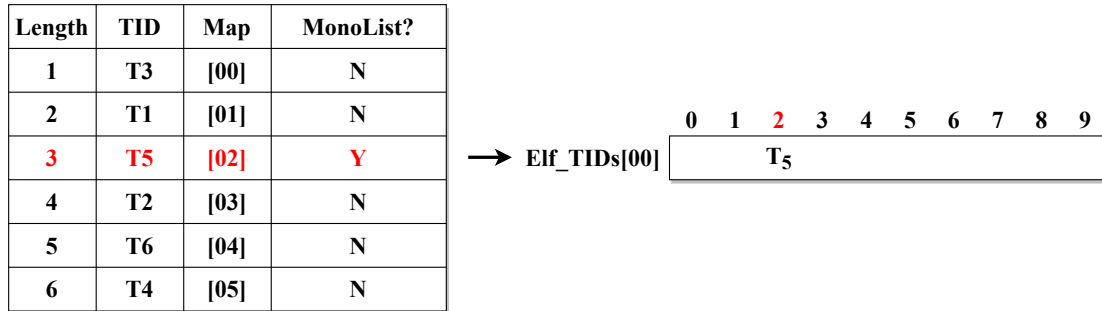 Length TID Map MonoList?
1 T3 [00] N
2 T1 [01] N
3 T5 [02] Y
4 T2 [03] N
5 T6 [04] N
6 T4 [05] N
0 1 2 3 4 5 6 7 8 9
Elf_TIDs[00] T5